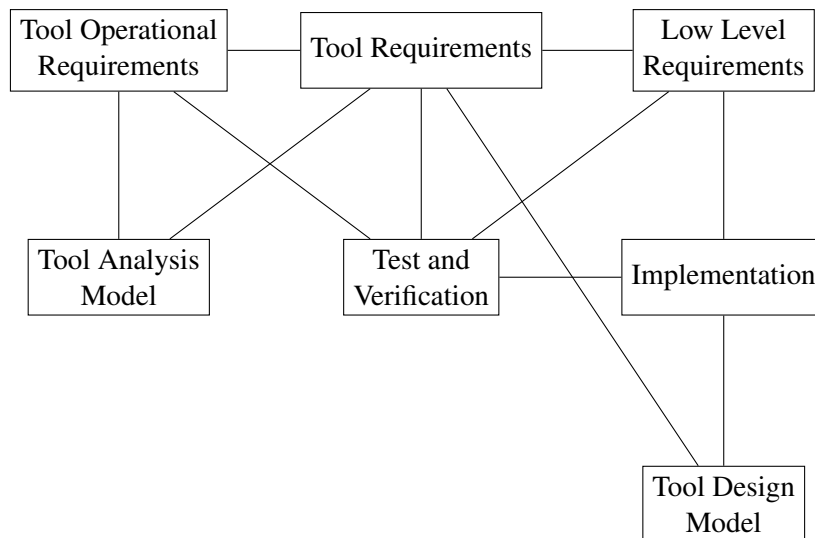 Tool Operational
Requirements
Tool Requirements
Low Level
Requirements
Tool Analysis
Model
Test and
Verification
Implementation
Tool Design
Model